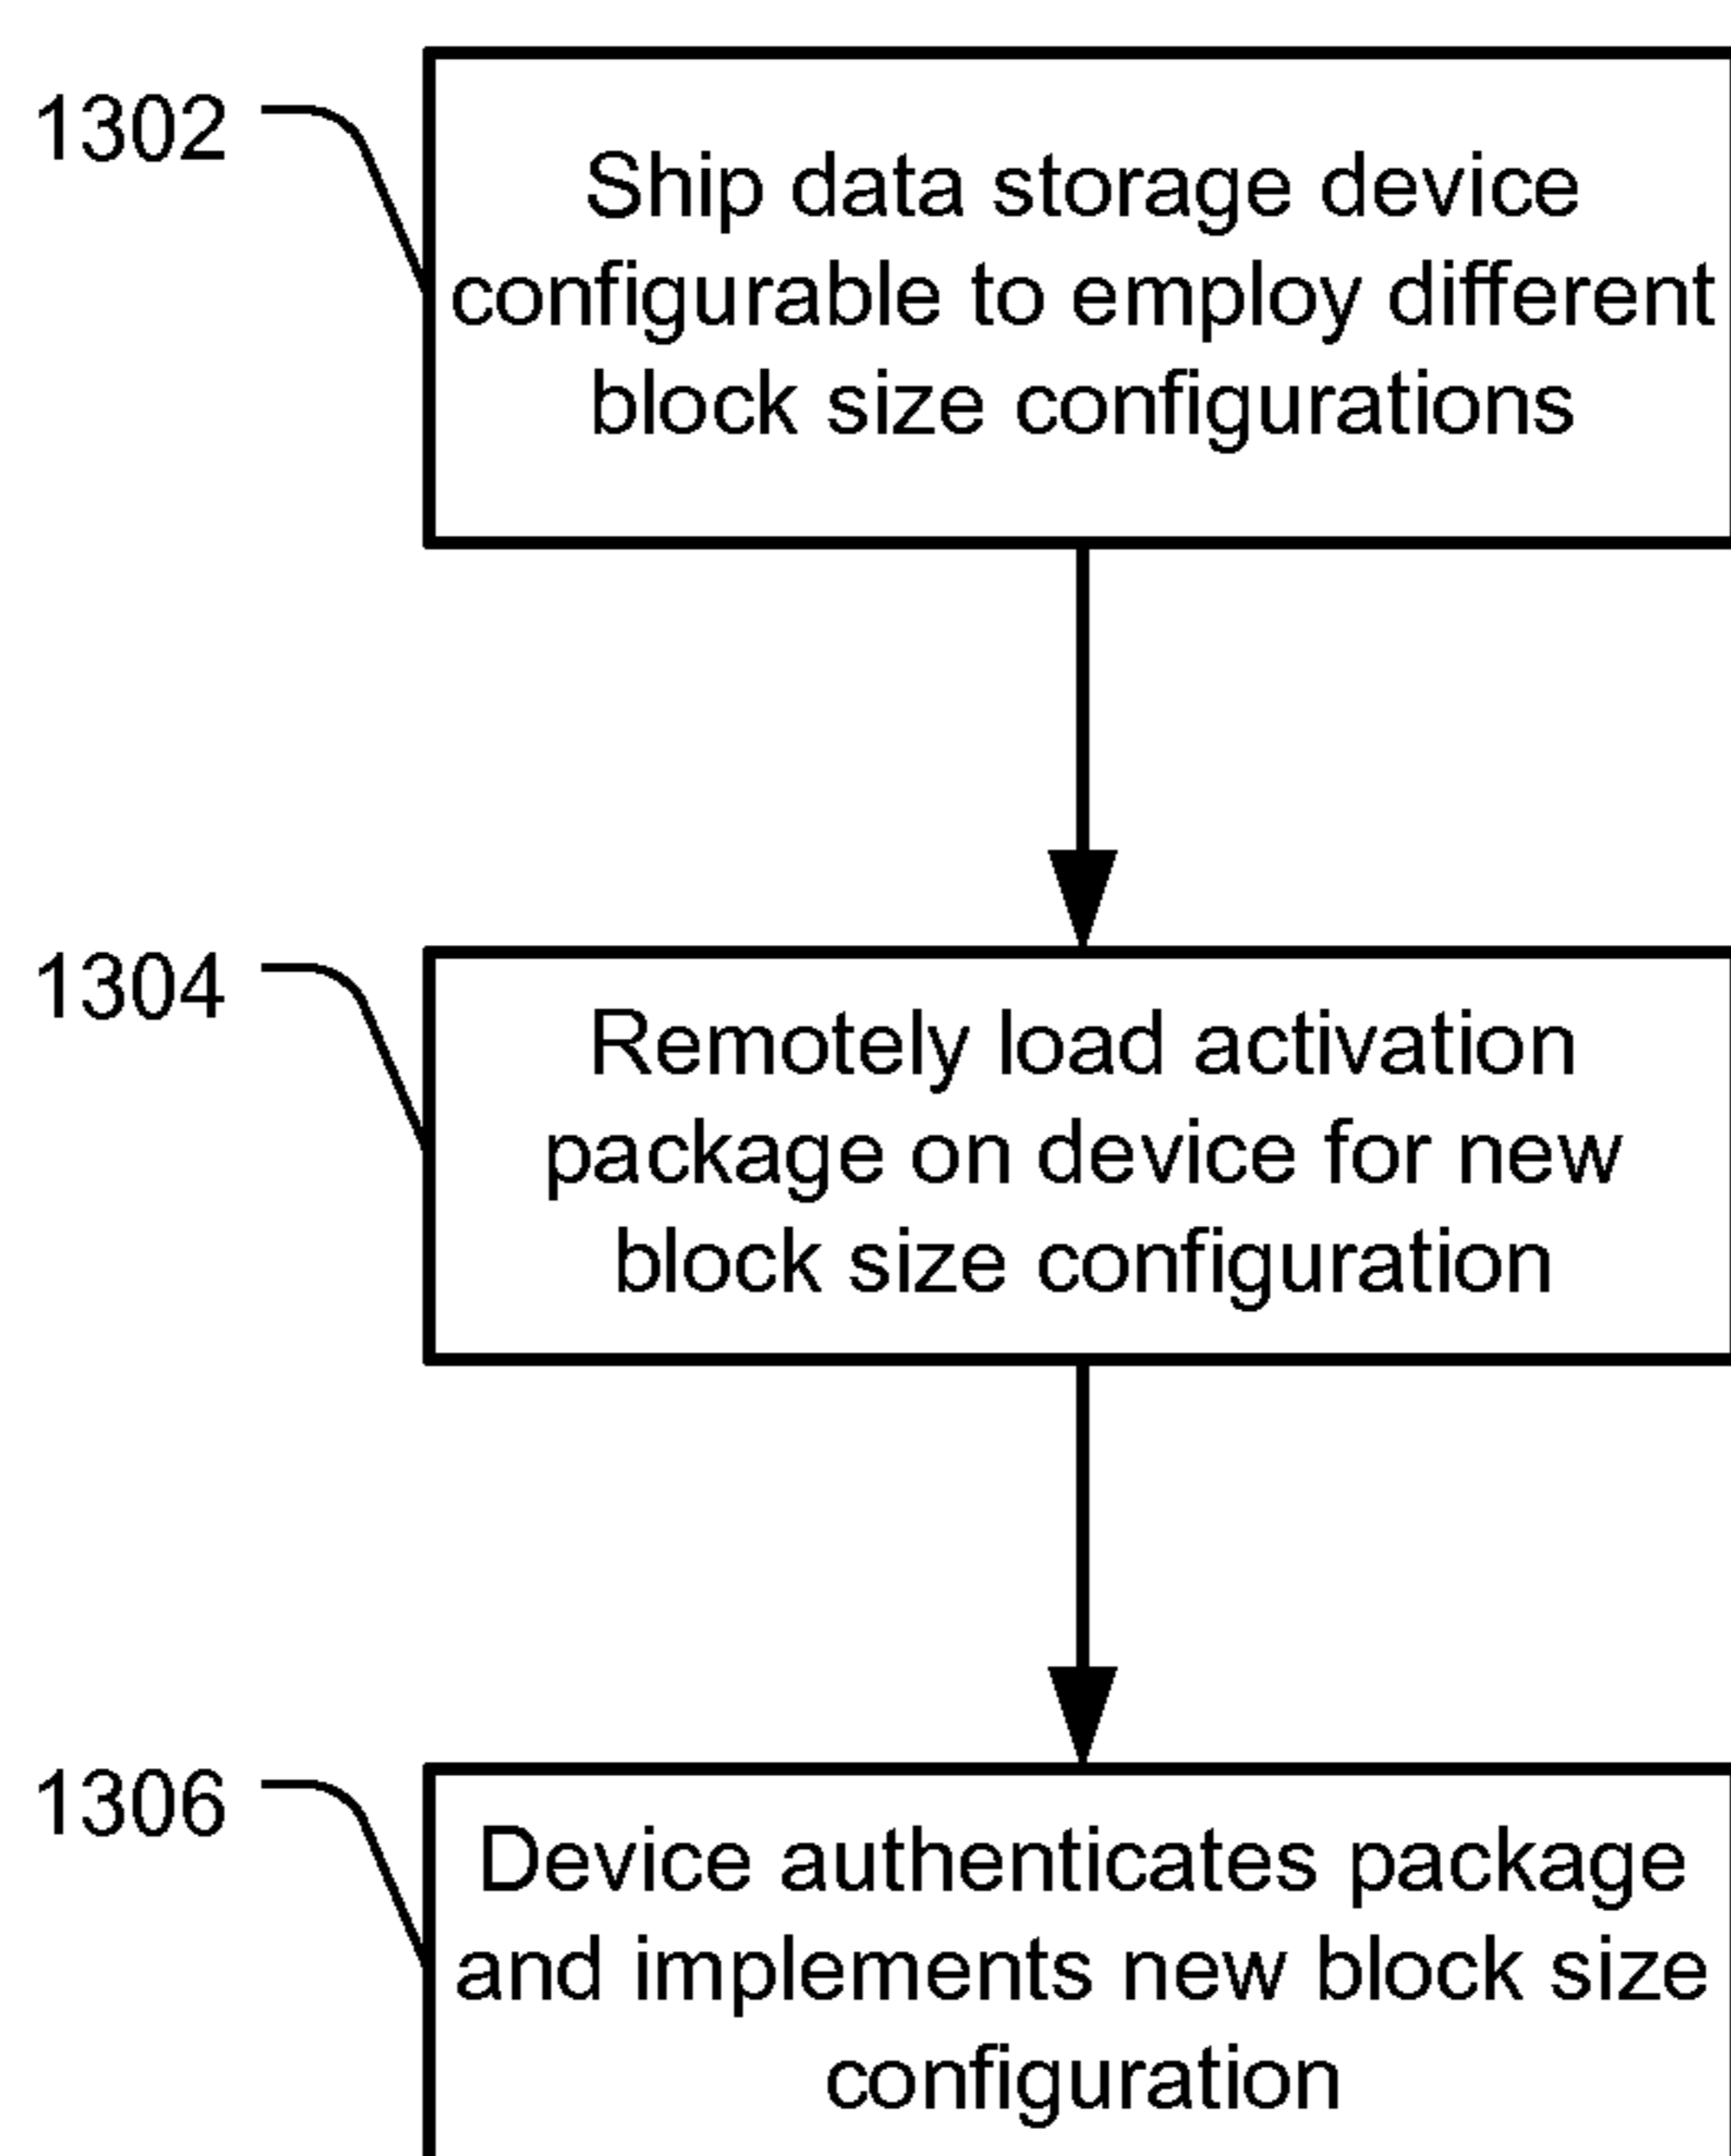 1302
Ship data storage device
configurable to employ different
block size configurations
1304
Remotely load activation
package on device for new
block size configuration
1306
Device authenticates package
and implements new block size
configuration